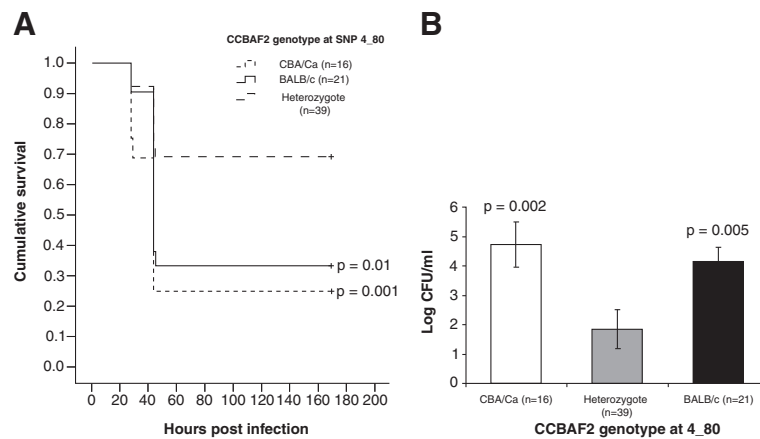 A
CCBAF2 genotype at SNP 4_80
CBA/Ca (n=16)
BALB/c (n=21)
Heterozygote
(n=39)
Cumulative survival
1.0
0.9
0.8
0.7
0.6
0.5
0.4
0.3
0.2
0.1
0.0
p = 0.01
p = 0.001
0 20 40 60 80 100 120 140 160 180 200
Hours post infection
B
Log CFU/ml
6
5
4
3
2
1
0
p = 0.002
p = 0.005
CBA/Ca (n=16)
Heterozygote
(n=39)
BALB/c (n=21)
CCBAF2 genotype at 4_80